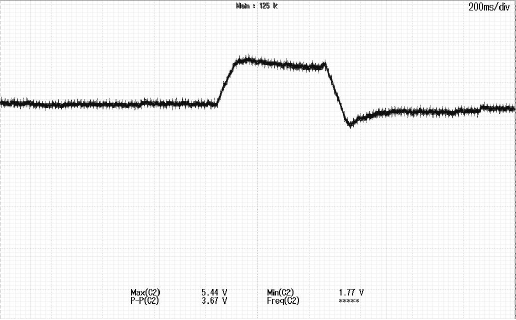 Main : 125 k
200ms/div
Max(C2) 5.44 V Min(C2) 1.77 V
P-P(C2) 3.67 V Freq(C2) *****